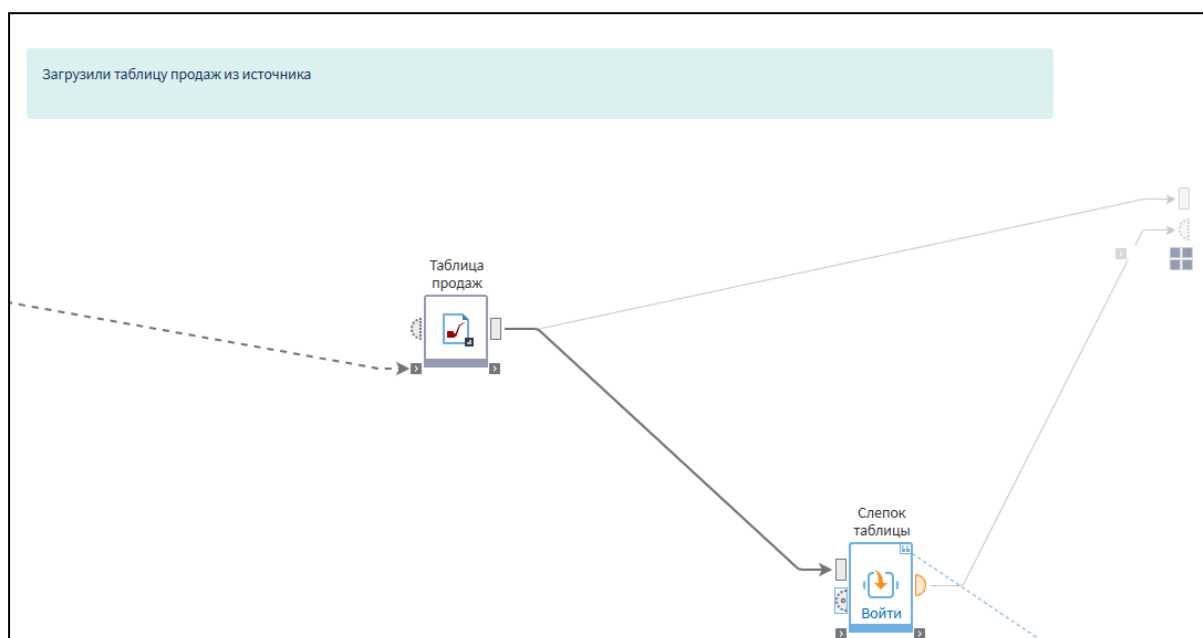 Загрузили таблицу продаж из источника
Таблица
продаж
Слепок
таблицы
Войти